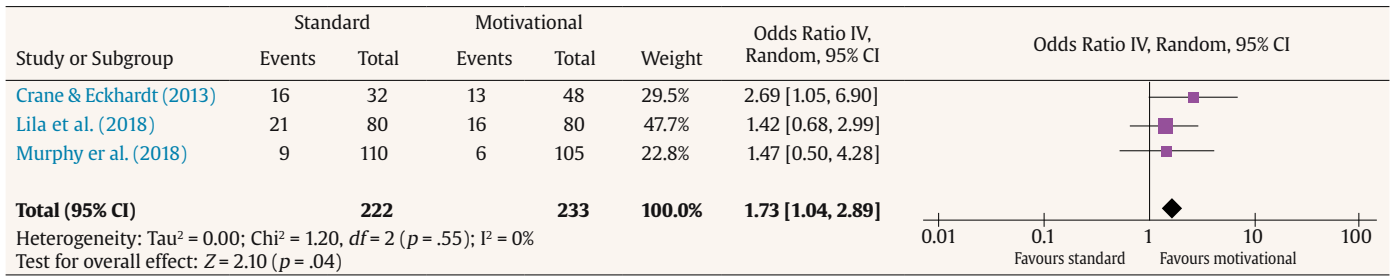 Standard Motivational
Study or Subgroup Events Total Events Total Weight Odds Ratio IV, Random, 95% CI Odds Ratio IV, Random, 95% CI
Crane & Eckhardt (2013) 16 32 13 48 29.5% 2.69 [1.05, 6.90]
Lila et al. (2018) 21 80 16 80 47.7% 1.42 [0.68, 2.99]
Murphy er al. (2018) 9 110 6 105 22.8% 1.47 [0.50, 4.28]
Total (95% CI) 222 233 100.0% 1.73 [1.04, 2.89]
Heterogeneity: Tau² = 0.00; Chi² = 1.20, df = 2 (p = .55); I² = 0%
Test for overall effect: Z = 2.10 (p = .04)
0.01 0.1 1 10 100
Favours standard Favours motivational